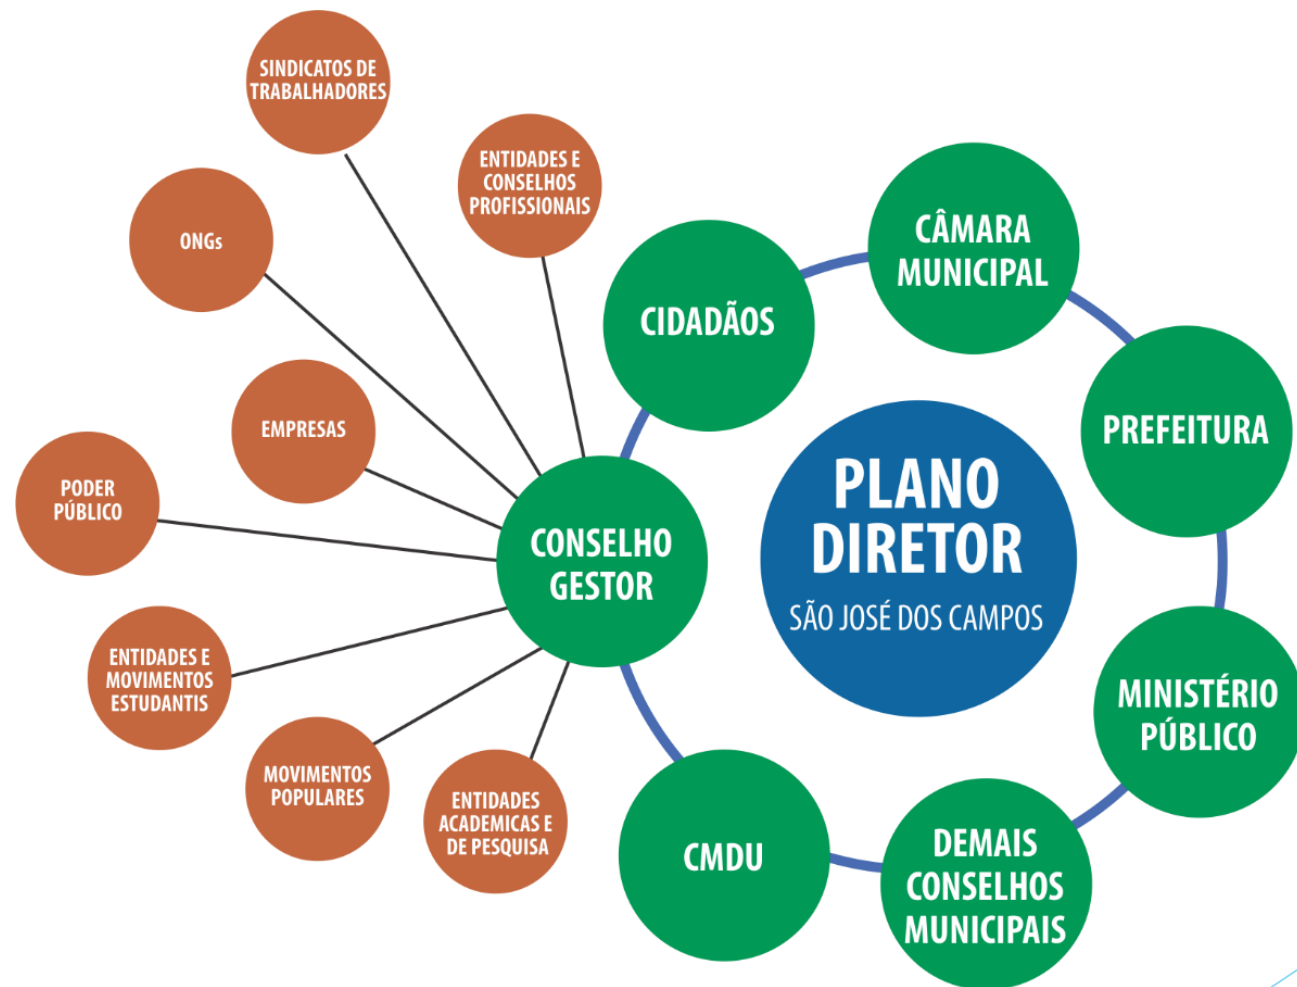 SINDICATOS DE
TRABALHADORES
ENTIDADES E
CONSELHOS
PROFISSIONAIS
ONGs
EMPRESAS
PODER
PÚBLICO
ENTIDADES E
MOVIMENTOS
ESTUDANTIS
MOVIMENTOS
POPULARES
ENTIDADES
ACADEMICAS E
DE PESQUISA
CONSELHO
GESTOR
CIDADÃOS
CÂMARA
MUNICIPAL
PREFEITURA
MINISTÉRIO
PÚBLICO
DEMAIS
CONSELHOS
MUNICIPAIS
CMDU
PLANO
DIRETOR
SÃO JOSÉ DOS CAMPOS